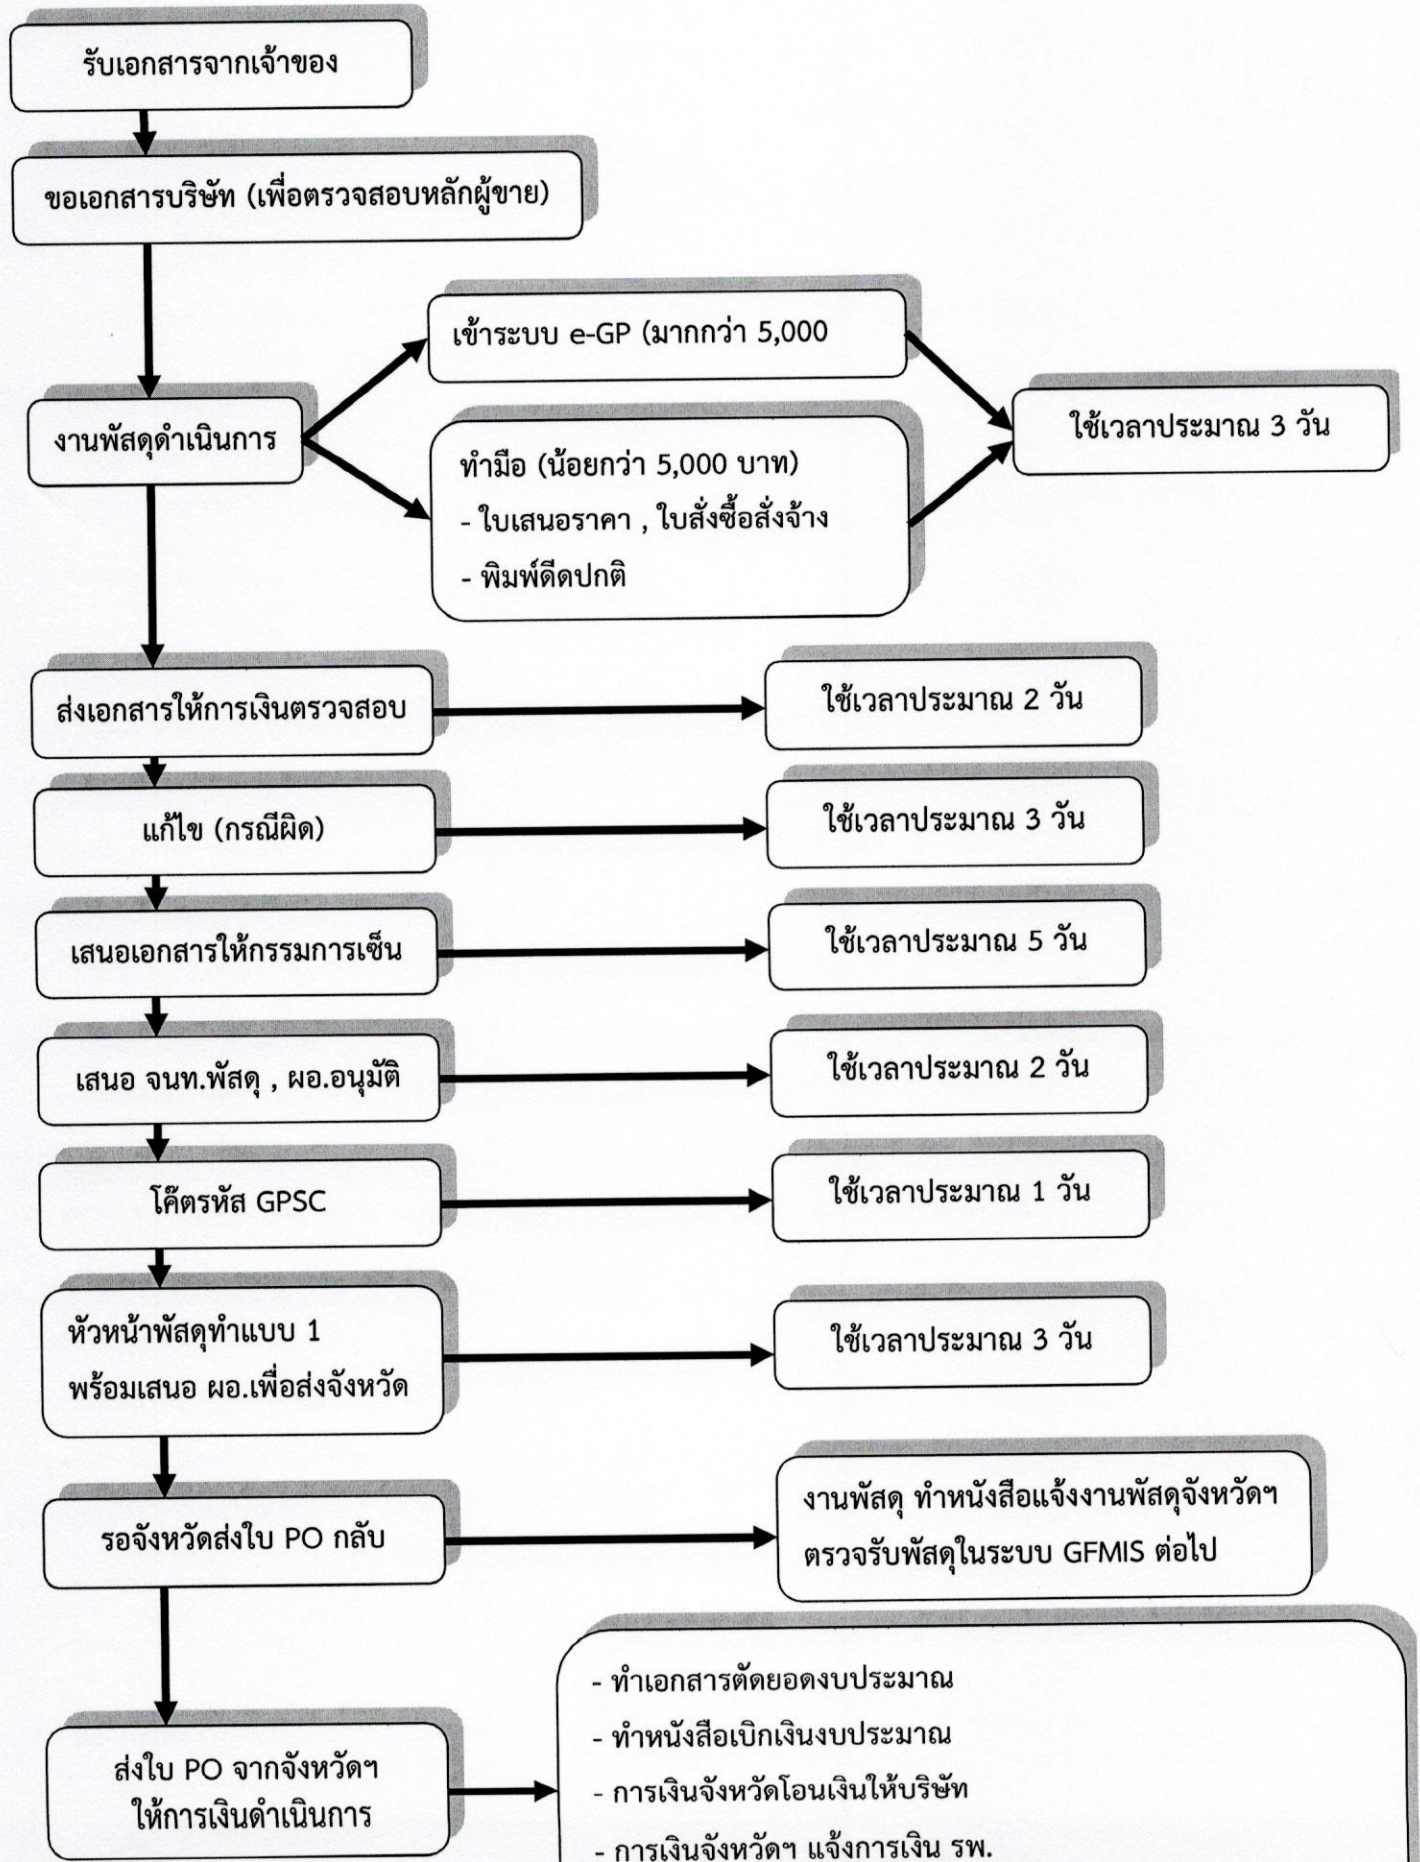 รับเอกสารจากเจ้าของ
ขอเอกสารบริษัท (เพื่อตรวจสอบหลักผู้ขาย)
เข้าระบบ e-GP (มากกว่า 5,000
งานพัสดุดำเนินการ
ทำมือ (น้อยกว่า 5,000 บาท)
- ใบเสนอราคา , ใบสั่งซื้อสั่งจ้าง
- พิมพ์ดีดปกติ
ใช้เวลาประมาณ 3 วัน
ส่งเอกสารให้การเงินตรวจสอบ
ใช้เวลาประมาณ 2 วัน
แก้ไข (กรณีผิด)
ใช้เวลาประมาณ 3 วัน
เสนอเอกสารให้กรรมการเซ็น
ใช้เวลาประมาณ 5 วัน
เสนอ จนท.พัสดุ , ผอ.อนุมัติ
ใช้เวลาประมาณ 2 วัน
โค๊ตรหัส GPSC
ใช้เวลาประมาณ 1 วัน
หัวหน้าพัสดุทำแบบ 1
พร้อมเสนอ ผอ.เพื่อส่งจังหวัด
ใช้เวลาประมาณ 3 วัน
รอจังหวัดส่งใบ PO กลับ
งานพัสดุ ทำหนังสือแจ้งงานพัสดุจังหวัดฯ
ตรวจรับพัสดุในระบบ GFMIS ต่อไป
ส่งใบ PO จากจังหวัดฯ
ให้การเงินดำเนินการ
- ทำเอกสารตัดยอดงบประมาณ
- ทำหนังสือเบิกเงินงบประมาณ
- การเงินจังหวัดโอนเงินให้บริษัท
- การเงินจังหวัดฯ แจ้งการเงิน รพ.